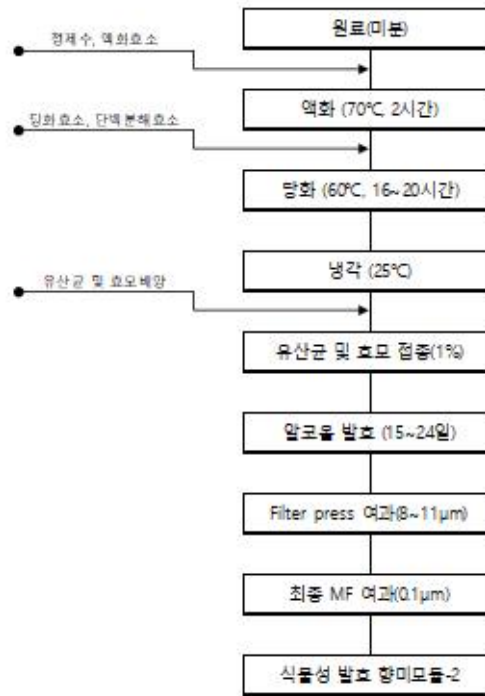 원료(미분)
정제수, 액화효소
액화 (70℃, 2시간)
당화효소, 단백분해효소
당화 (60℃, 16~20시간)
냉각 (25℃)
유산균 및 효모배양
유산균 및 효모 접종(1%)
알코올 발효 (15~24일)
Filter press 여과(8~11μm)
최종 MF 여과(0.1μm)
식물성 발효 향미모듈-2